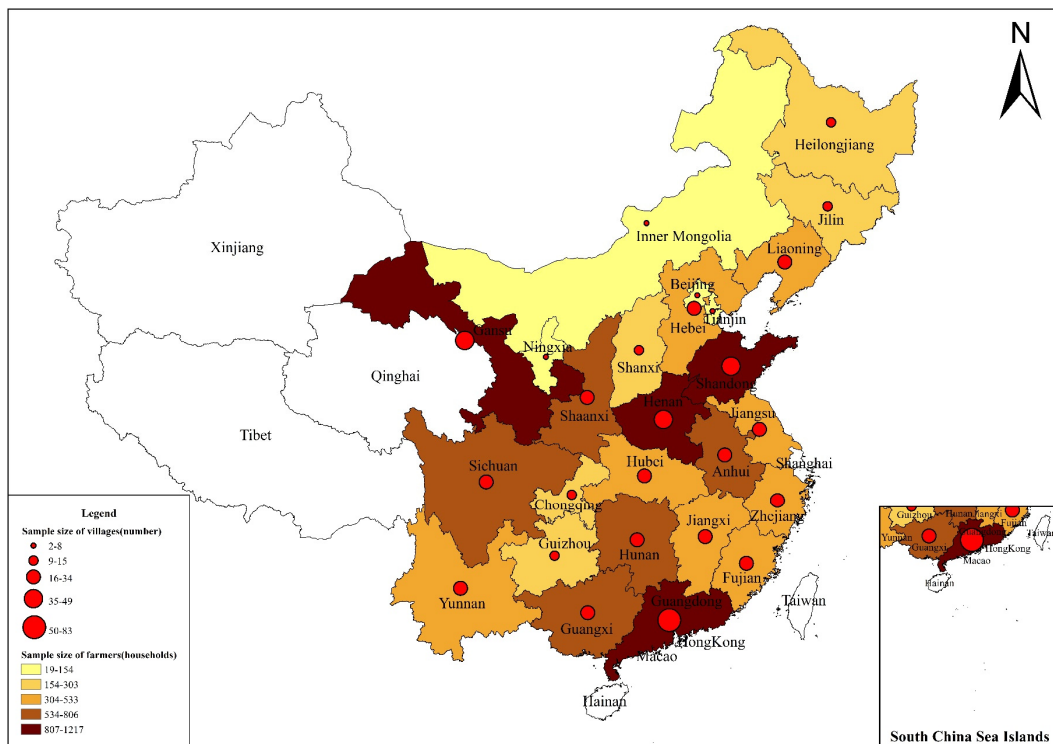 N
Heilongjiang
Jilin
Liaoning
Inner Mongolia
Xinjiang
Beijing
Tianjin
Hebei
Gansu
Ningxia
Shanxi
Qinghai
Shandong
Shaanxi
Henan
Jiangsu
Tibet
Sichuan
Hubei
Anhui
Shanghai
Chongqing
Zhejiang
Jiangxi
Guizhou
Hunan
Fujian
Yunnan
Guangxi
Guangdong
Taiwan
HongKong
Macao
Hainan
Legend
Sample size of villages(number)
2-8
9-15
16-34
35-49
50-83
Sample size of farmers(households)
19-154
154-303
304-533
534-806
807-1217
Guizhou
Hunan
Jiangxi
Fujian
Taiwan
Yunnan
Guangxi
HongKong
Macao
Hainan
South China Sea Islands